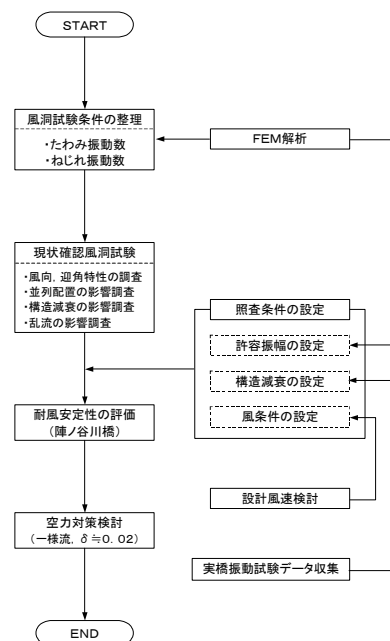 START
風洞試験条件の整理
・たわみ振動数
・ねじれ振動数
FEM解析
現状確認風洞試験
・風向，迎角特性の調査
・並列配置の影響調査
・構造減衰の影響調査
・乱流の影響調査
照査条件の設定
許容振幅の設定
構造減衰の設定
風条件の設定
耐風安定性の評価
（陣ノ谷川橋）
設計風速検討
空力対策検討
（一様流，δ≒0．02）
実橋振動試験データ収集
END